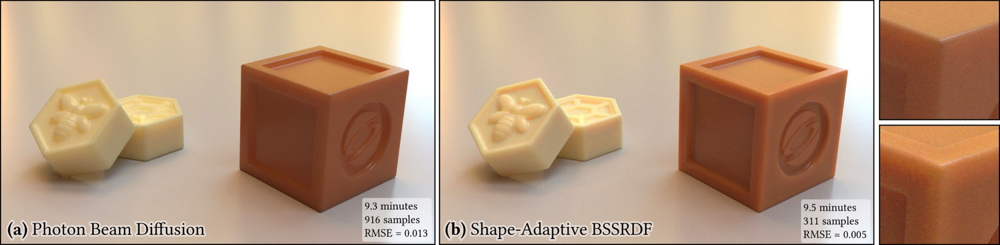 9.3 minutes
916 samples
RMSE = 0.013
(a) Photon Beam Diffusion
9.5 minutes
311 samples
RMSE = 0.005
(b) Shape-Adaptive BSSRDF